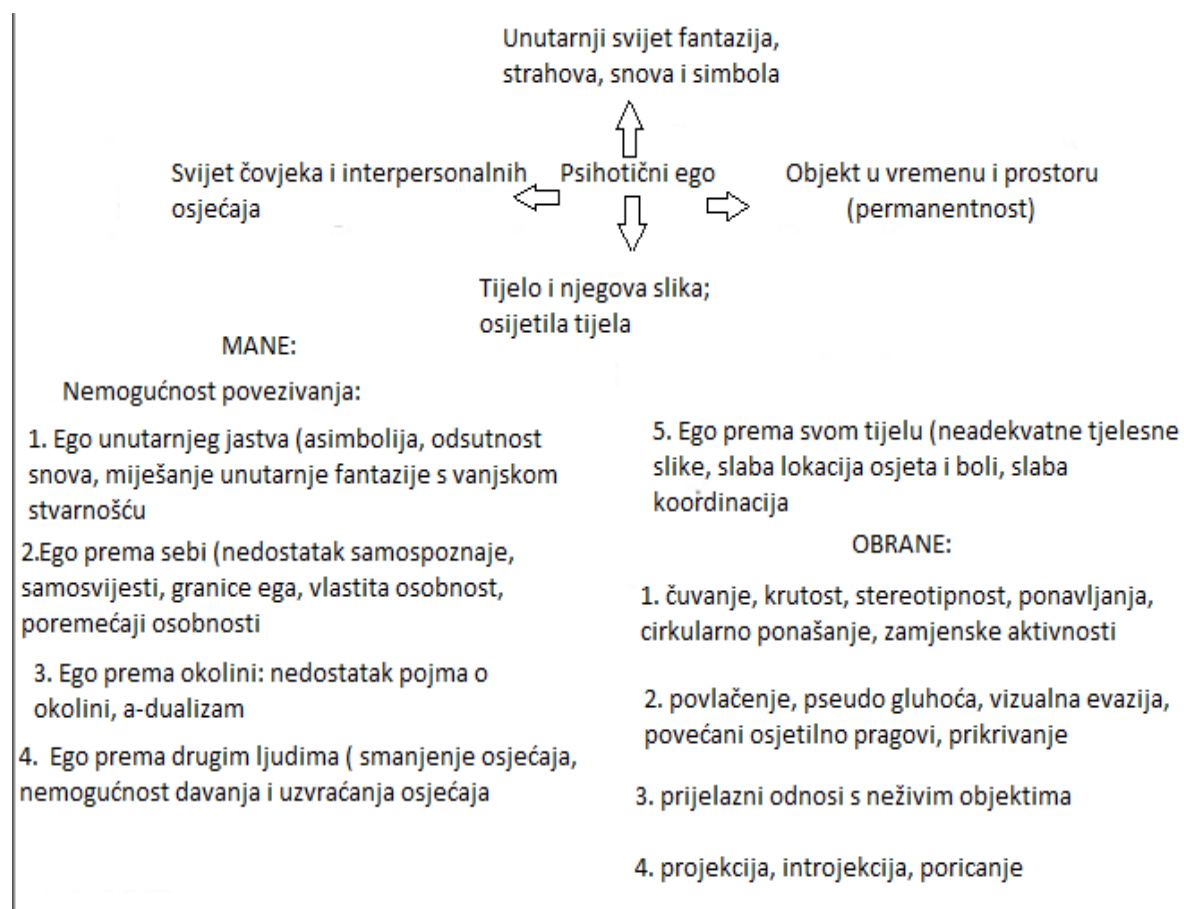 Unutarnji svijet fantazija,
strahova, snova i simbola
Svijet čovjeka i interpersonalnih
osjećaja
Psihotični ego
Objekt u vremenu i prostoru
(permanentnost)
Tijelo i njegova slika;
osijetila tijela
MANE:
Nemogućnost povezivanja:
1. Ego unutarnjeg jastva (asimbolija, odsutnost
snova, miješanje unutarnje fantazije s vanjskom
stvarnošću
2.Ego prema sebi (nedostatak samospoznaje,
samosvijesti, granice ega, vlastita osobnost,
poremećaji osobnosti
3. Ego prema okolini: nedostatak pojma o
okolini, a-dualizam
4. Ego prema drugim ljudima ( smanjenje osjećaja,
nemogućnost davanja i uzvraćanja osjećaja
5. Ego prema svom tijelu (neadekvatne tjelesne
slike, slaba lokacija osjeta i boli, slaba
koordinacija
OBRANE:
1. čuvanje, krutost, stereotipnost, ponavljanja,
cirkularno ponašanje, zamjenske aktivnosti
2. povlačenje, pseudo gluhoća, vizualna evazija,
povećani osjetilno pragovi, prikrivanje
3. prijelazni odnosi s neživim objektima
4. projekcija, introjekcija, poricanje